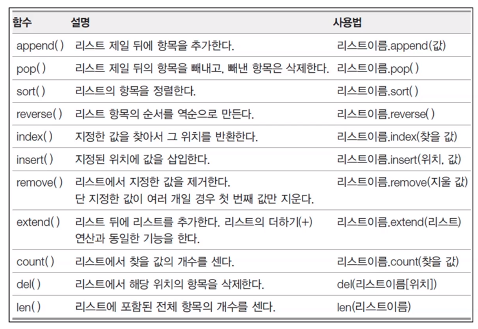 함수 설명 사용법
append( ) 리스트 제일 뒤에 항목을 추가한다. 리스트이름.append(값)
pop( ) 리스트 제일 뒤의 항목을 빼내고, 빼낸 항목은 삭제한다. 리스트이름.pop( )
sort( ) 리스트의 항목을 정렬한다. 리스트이름.sort( )
reverse( ) 리스트 항목의 순서를 역순으로 만든다. 리스트이름.reverse( )
index( ) 지정한 값을 찾아서 그 위치를 반환한다. 리스트이름.index(찾을 값)
insert( ) 지정된 위치에 값을 삽입한다. 리스트이름.insert(위치, 값)
remove( ) 리스트에서 지정한 값을 제거한다. 리스트이름.remove(지울 값)
단 지정한 값이 여러 개일 경우 첫 번째 값만 지운다.
extend( ) 리스트 뒤에 리스트를 추가한다. 리스트의 더하기(+) 리스트이름.extend(리스트)
연산과 동일한 기능을 한다.
count( ) 리스트에서 찾을 값의 개수를 센다. 리스트이름.count(찾을 값)
del( ) 리스트에서 해당 위치의 항목을 삭제한다. del(리스트이름[위치])
len( ) 리스트에 포함된 전체 항목의 개수를 센다. len(리스트이름)